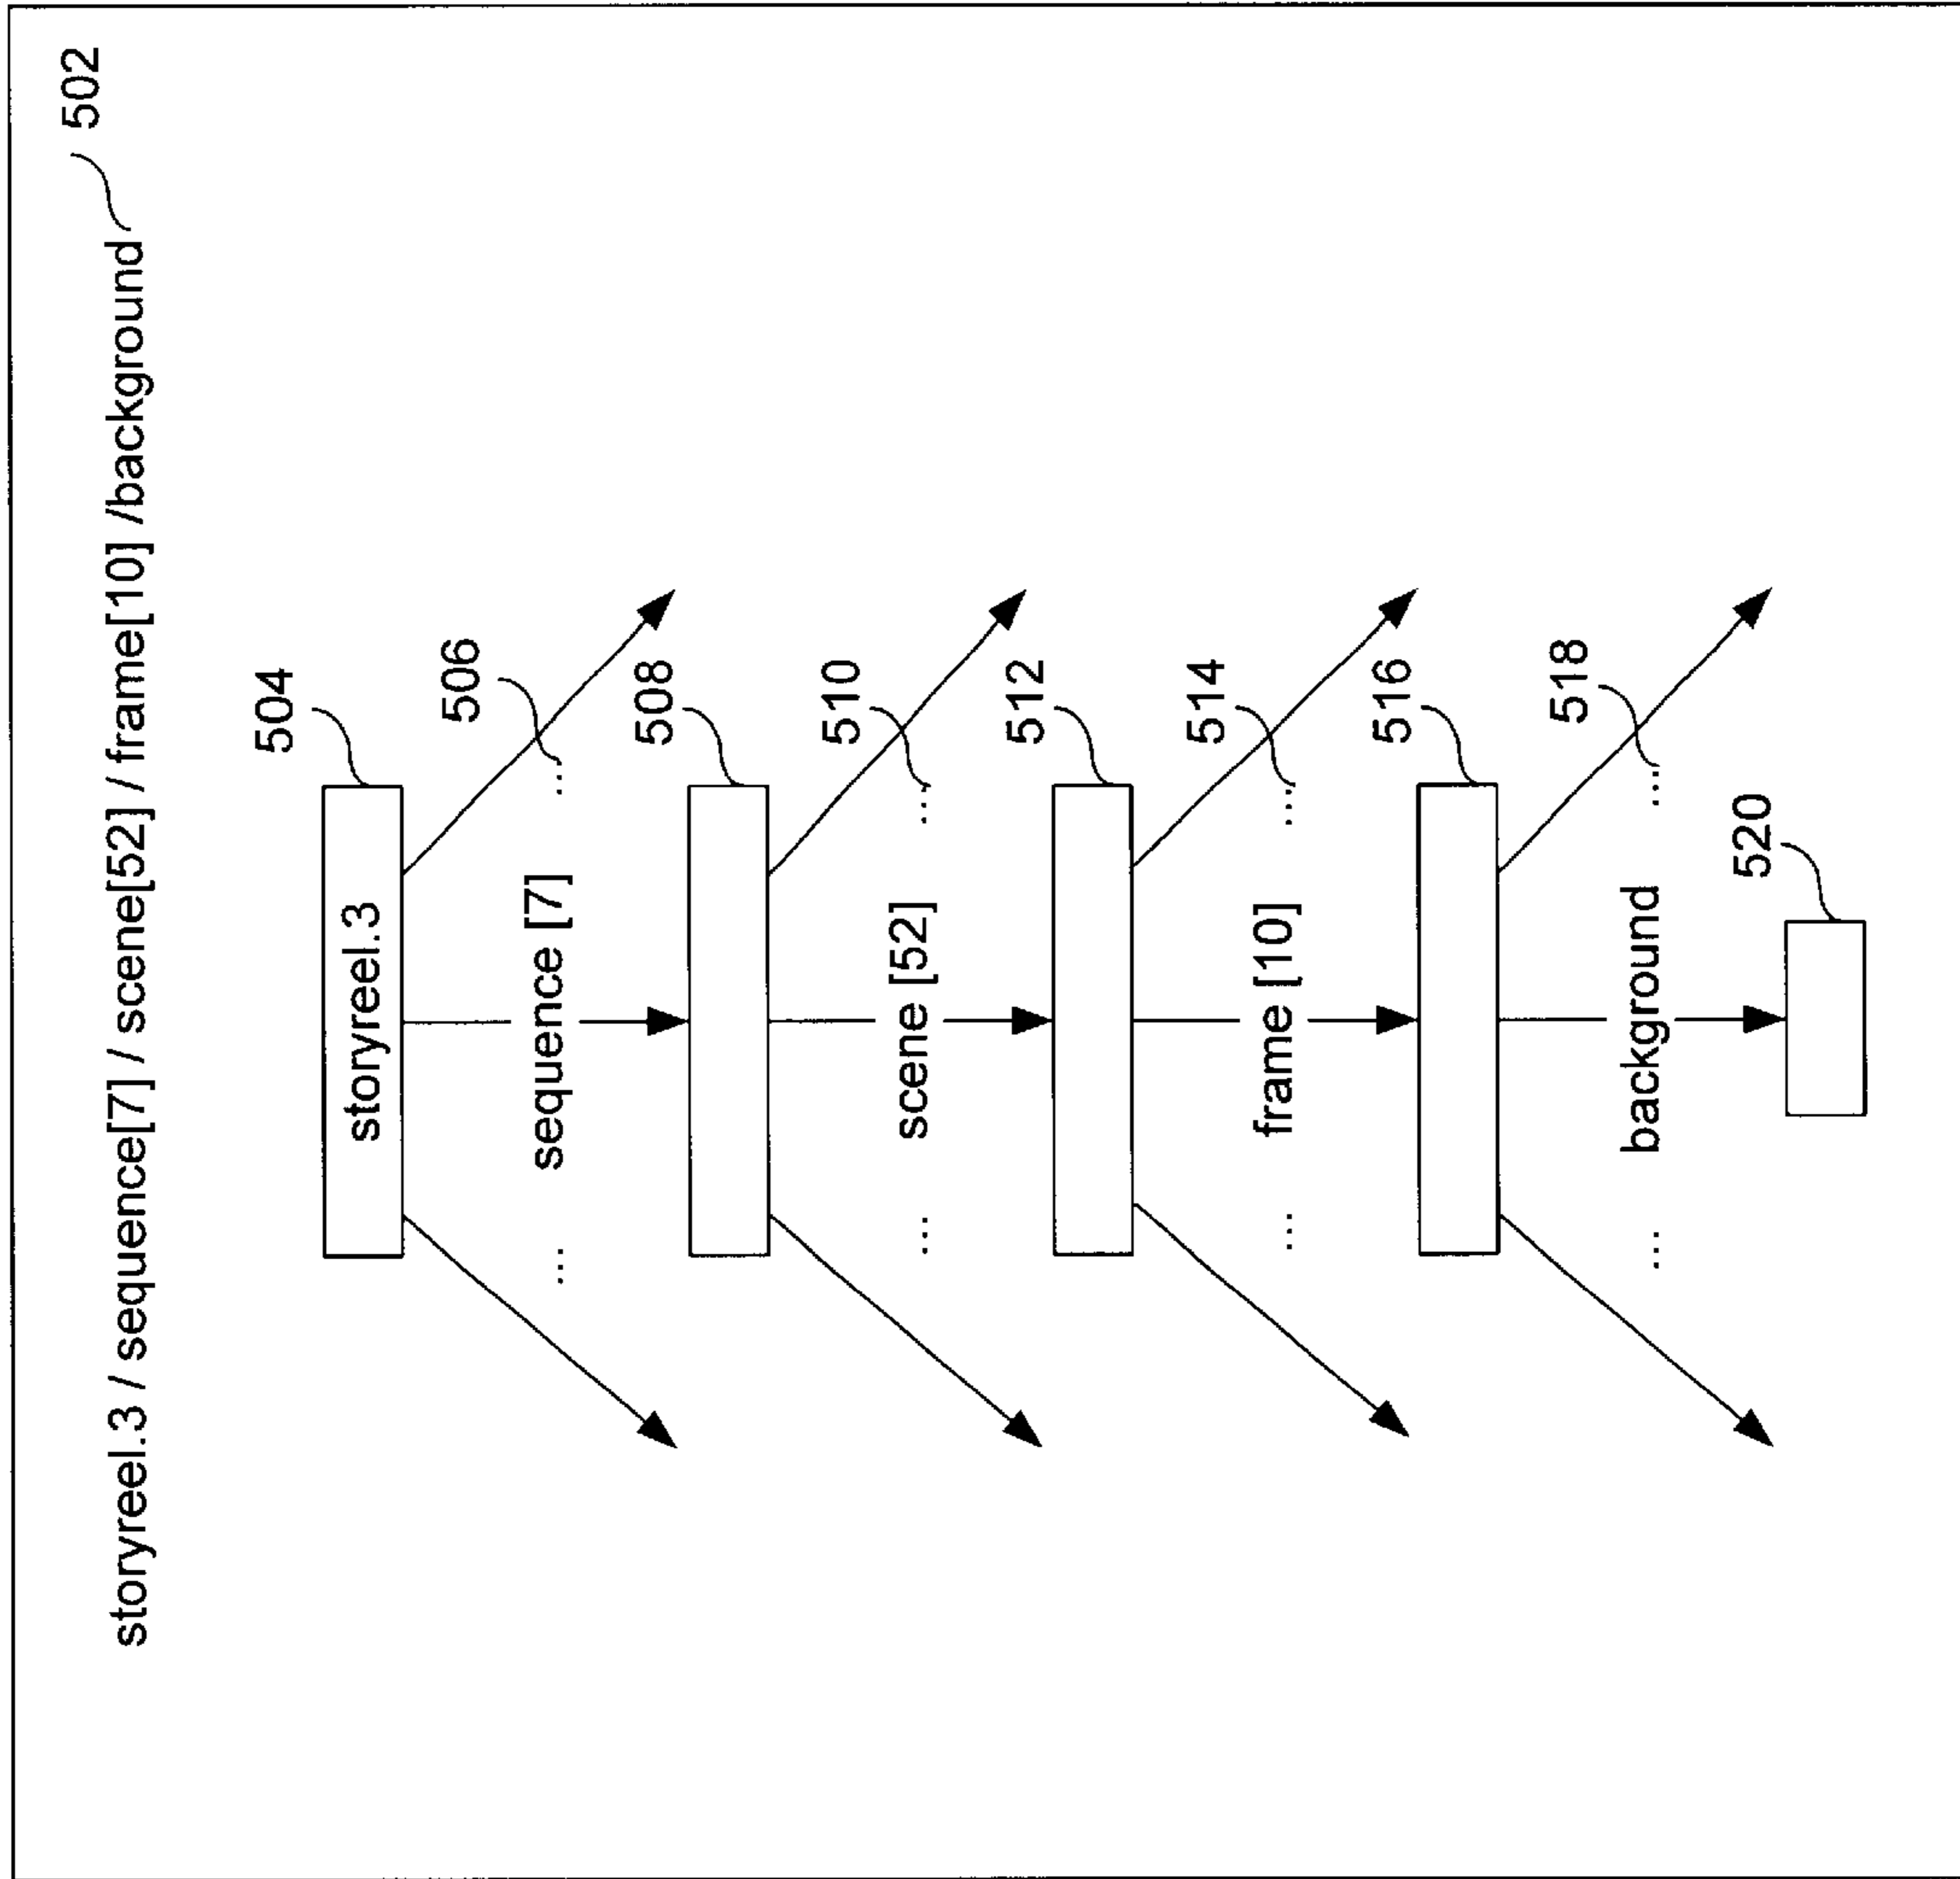 502
storyreel.3 / sequence[7] / scene[52] / frame[10] /background
504
storyreel.3
506
... sequence [7] ...
508
510
... scene [52] ...
512
514
... frame [10] ...
516
518
... background ...
520